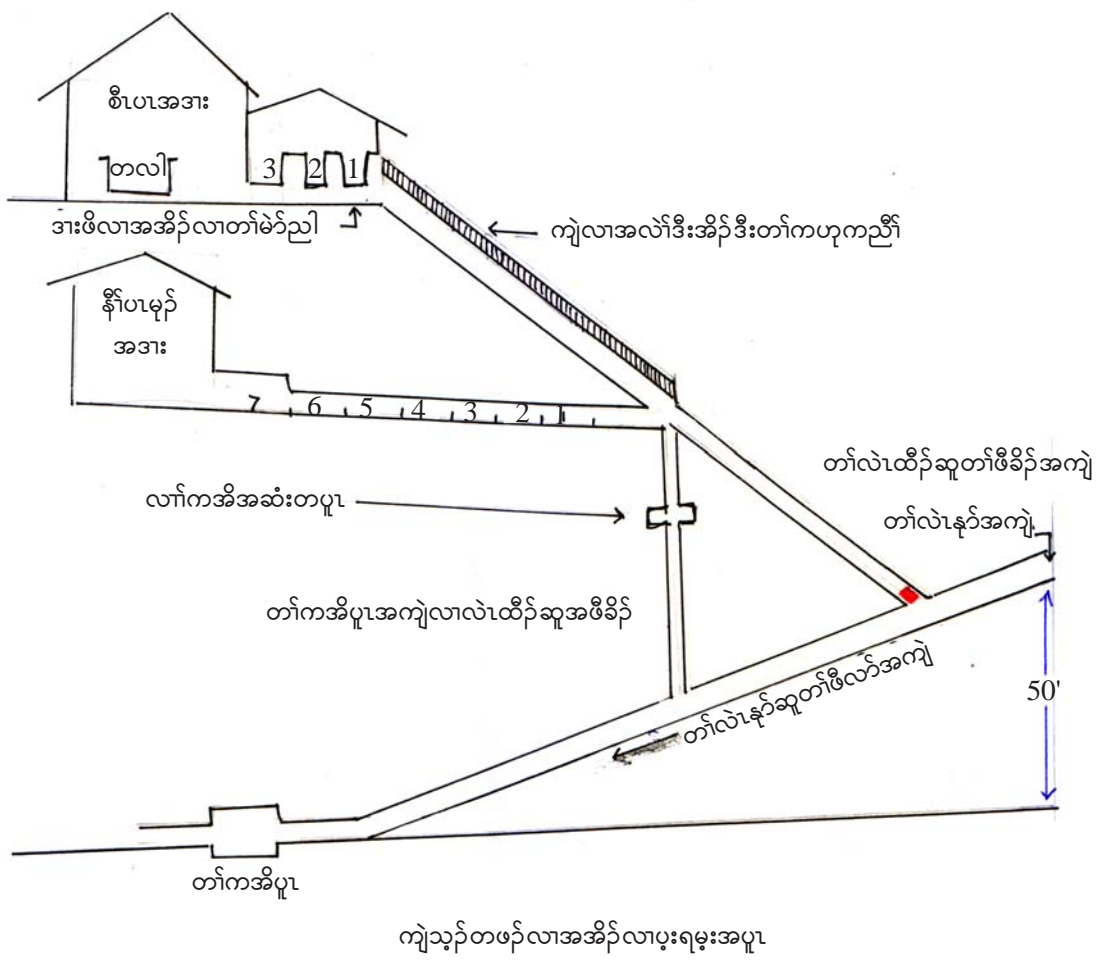 စီၤပၤအဒၢး
တလါ
3 2 1
ဒၢးဖိလၢအအိၣ်လၢတၢ်မဲာ်ညါ
ကျဲလၢအလဲၢ်ဒီးအိၣ်ဒီးတၢ်ကဟုကညီၢ်
နီၢ်ပၤမုၣ်
အဒၢး
7 6 5 4 3 2 1
တၢ်လဲၤထီၣ်ဆူတၢ်ဖီခိၣ်အကျဲ
လၢၢ်ကအိအဆံးတပူၤ
တၢ်လဲၤနုာ်အကျဲ
တၢ်ကအိပူၤအကျဲလၢလဲၤထီၣ်ဆူအဖီခိၣ်
50'
တၢ်လဲၤနုာ်ဆူတၢ်ဖီလာ်အကျဲ
တၢ်ကအိပူၤ
ကျဲသ့ၣ်တဖၣ်လၢအအိၣ်လၢပ့းရမ့းအပူၤ